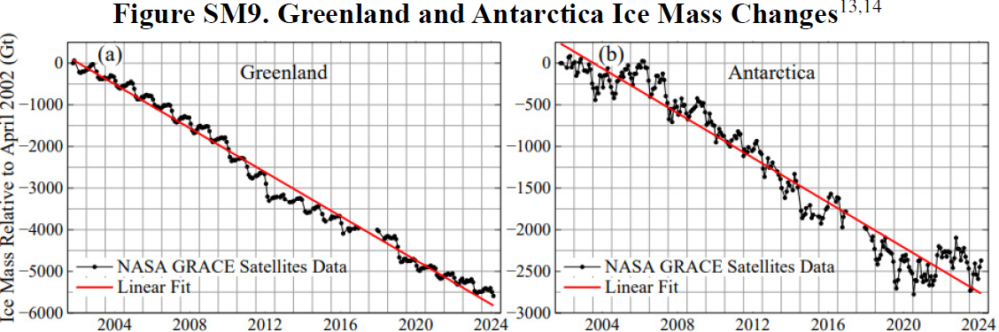 Figure SM9. Greenland and Antarctica Ice Mass Changes13,14
Ice Mass Relative to April 2002 (Gt)
(a)
Greenland
0
−1000
−2000
−3000
−4000
−5000
−6000
NASA GRACE Satellites Data
Linear Fit
2004 2008 2012 2016 2020 2024
(b)
Antarctica
0
−500
−1000
−1500
−2000
−2500
−3000
NASA GRACE Satellites Data
Linear Fit
2004 2008 2012 2016 2020 2024